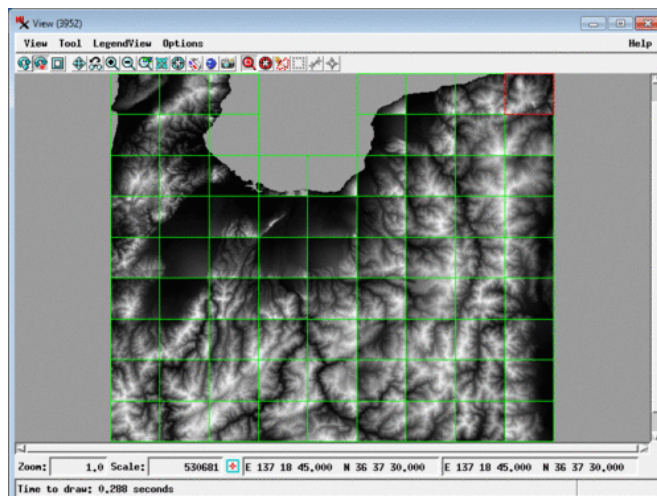 View (3952)
View Tool LegendView Options Help
Zoom: 1.0 Scale: 530681 E 137 18 45.000 N 36 37 30.000 E 137 18 45.000 N 36 37 30.000
Time to draw: 0.288 seconds